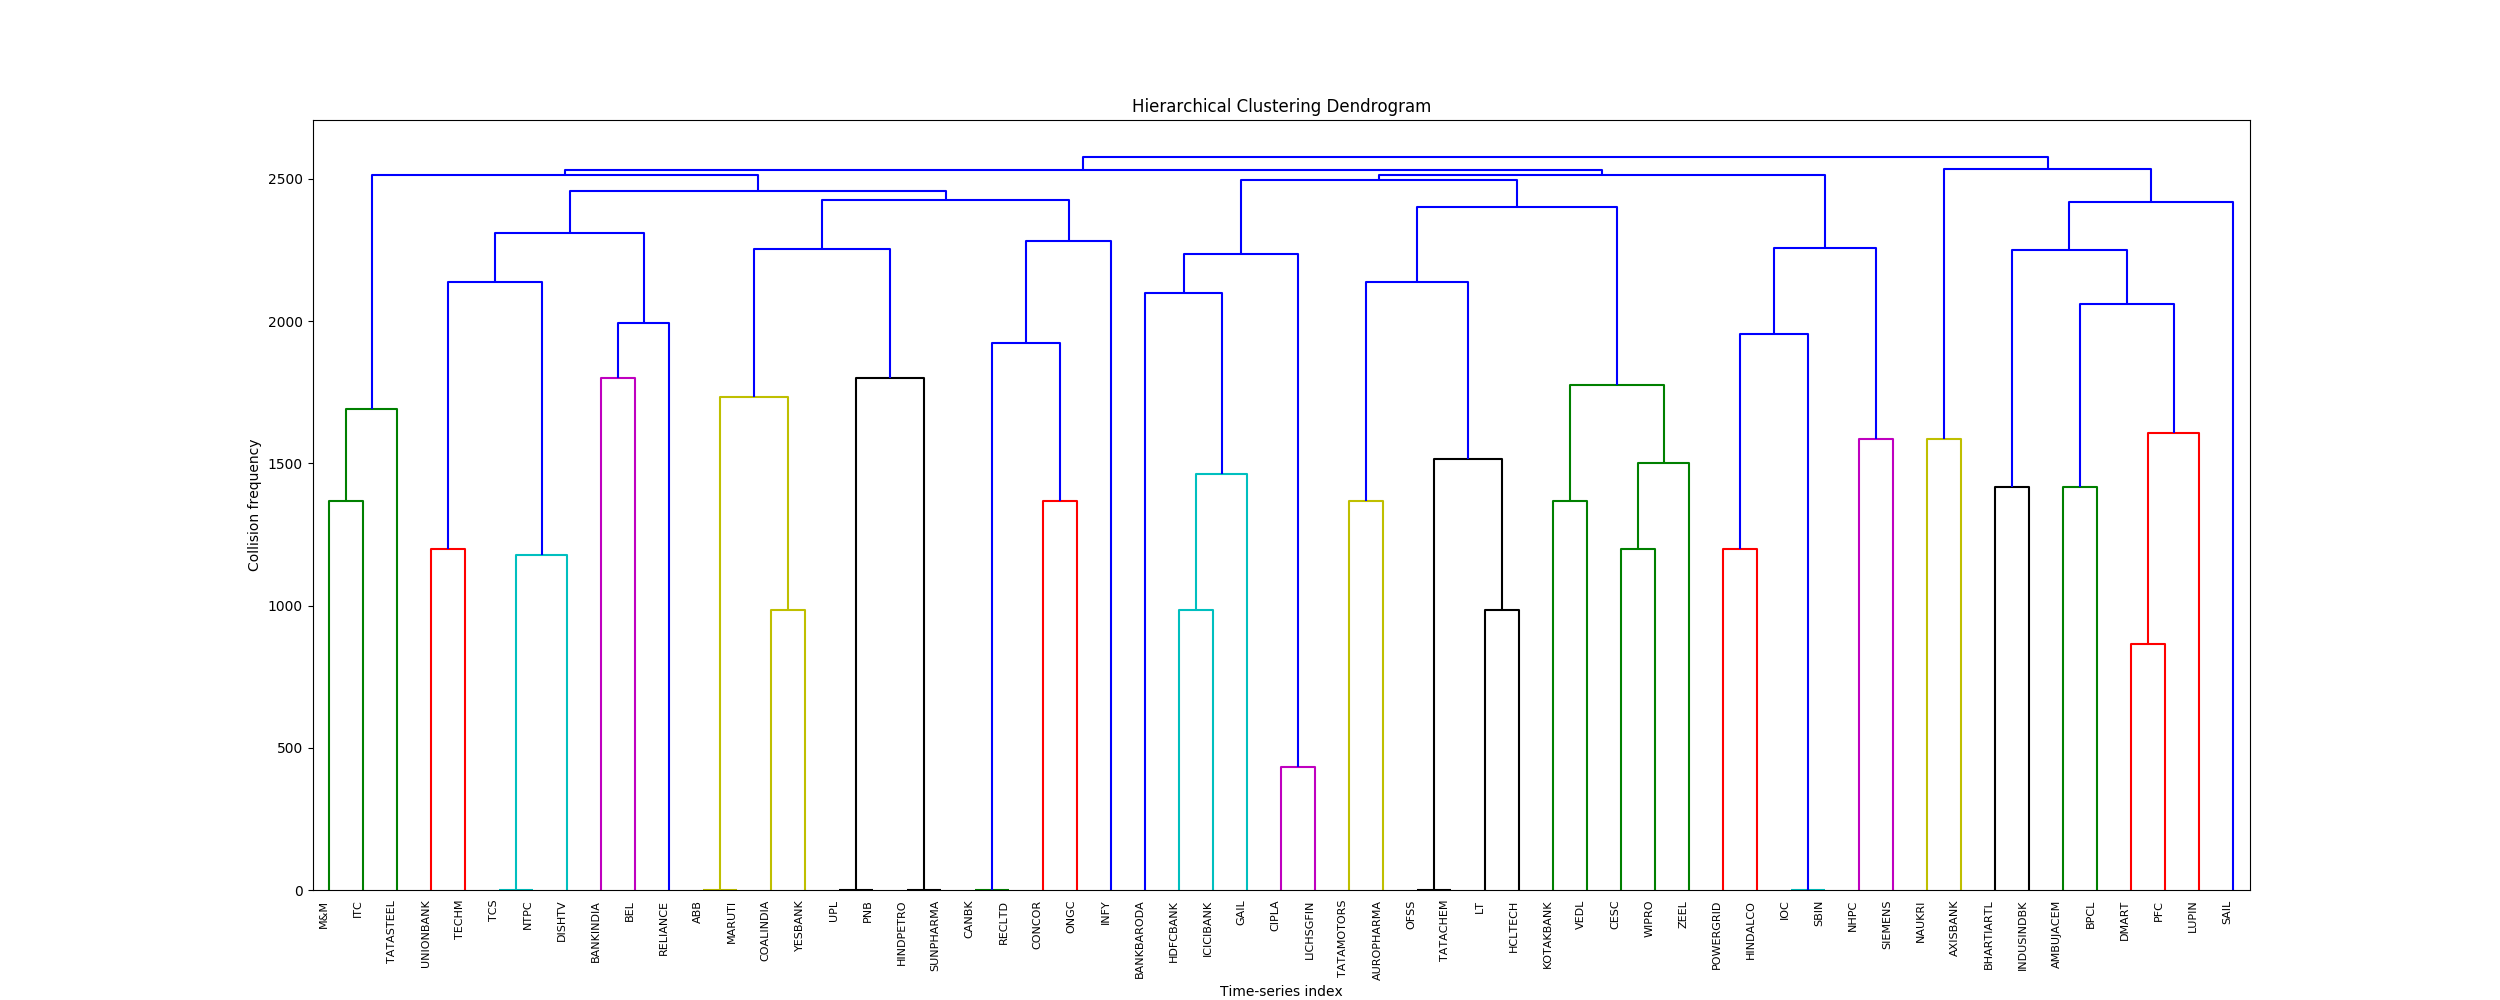 Hierarchical Clustering Dendrogram
2500
2000
1500
1000
500
0
Collision frequency
M&M
ITC
TATASTEEL
UNIONBANK
TECHM
TCS
NTPC
DISHTV
BANKINDIA
BEL
RELIANCE
ABB
MARUTI
COALINDIA
YESBANK
UPL
PNB
HINDPETRO
SUNPHARMA
CANBK
RECLTD
CONCOR
ONGC
INFY
BANKBARODA
HDFCBANK
ICICIBANK
GAIL
CIPLA
LICHSGFIN
TATAMOTORS
AUROPHARMA
OFSS
TATACHEM
LT
HCLTECH
KOTAKBANK
VEDL
CESC
WIPRO
ZEEL
POWERGRID
HINDALCO
IOC
SBIN
NHPC
SIEMENS
NAUKRI
AXISBANK
BHARTIARTL
INDUSINDBK
AMBUJACEM
BPCL
DMART
PFC
LUPIN
SAIL
Time-series index